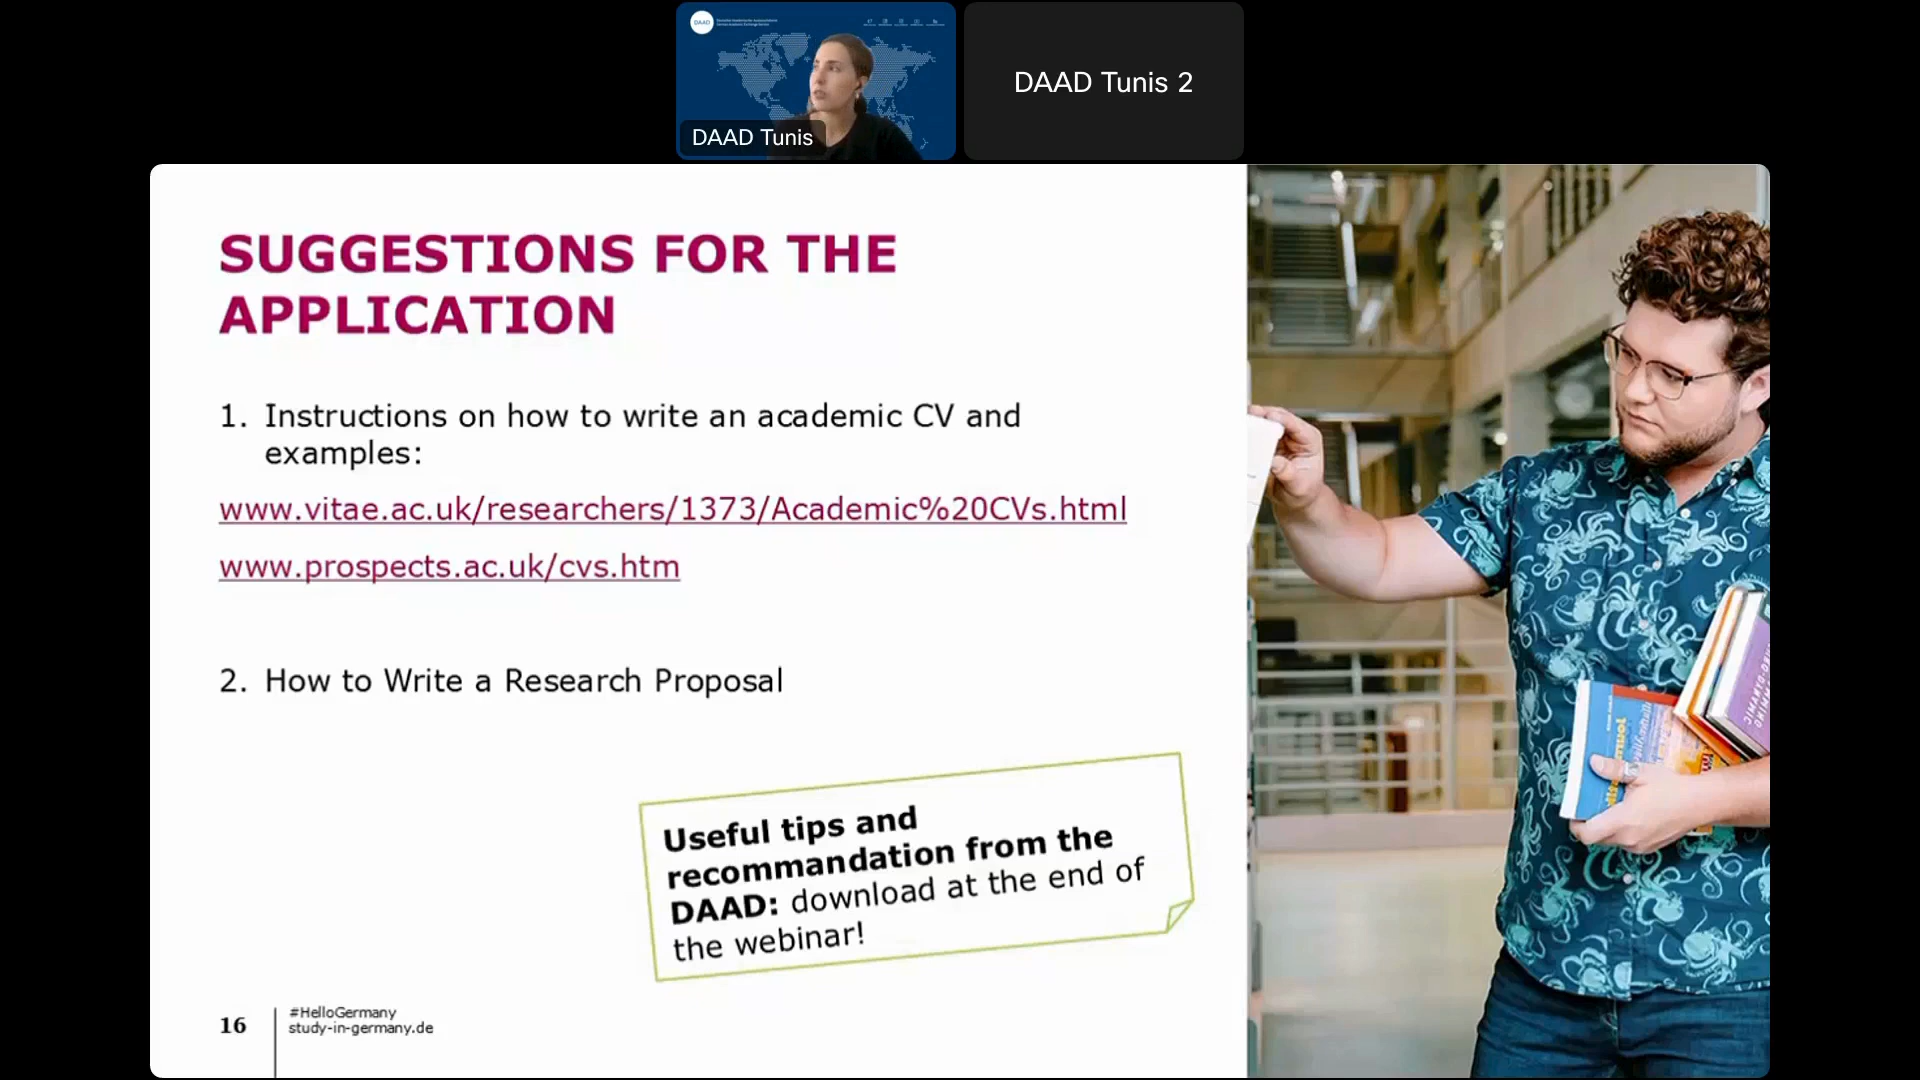 DAAD
DAAD Tunis
DAAD Tunis 2
SUGGESTIONS FOR THE
APPLICATION
1. Instructions on how to write an academic CV and
examples:
www.vitae.ac.uk/researchers/1373/Academic%20CVs.html
www.prospects.ac.uk/cvs.htm
2. How to Write a Research Proposal
Useful tips and
recommandation from the
DAAD: download at the end of
the webinar!
16
#HelloGermany
study-in-germany.de